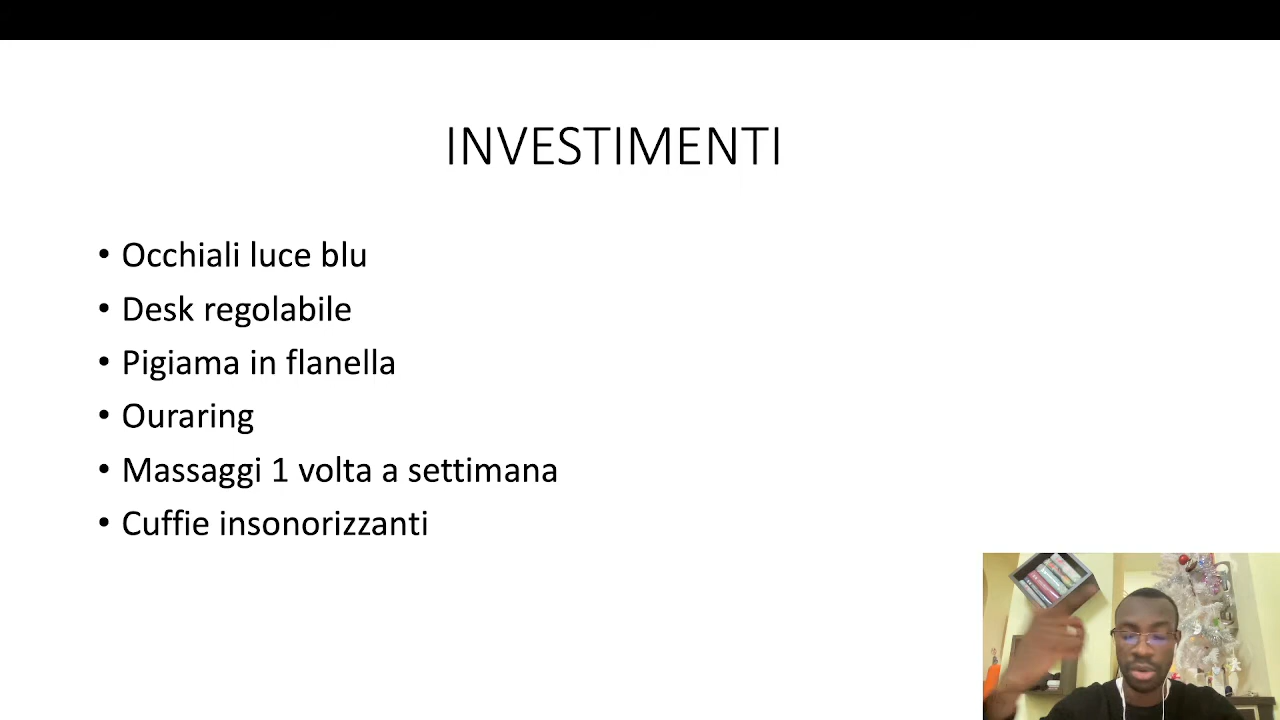 INVESTIMENTI
• Occhiali luce blu
• Desk regolabile
• Pigiama in flanella
• Ouraring
• Massaggi 1 volta a settimana
• Cuffie insonorizzanti